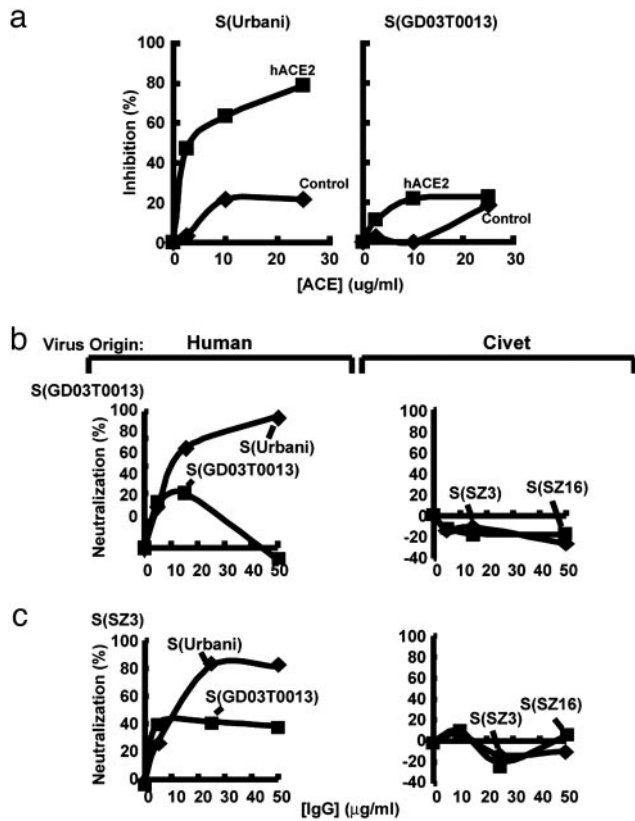 a
S(Urbani)
S(GD03T0013)
Inhibition (%)
100
80
60
40
20
0
hACE2
Control
hACE2
Control
0 10 20 30
0 10 20 30
[ACE] (ug/ml)
b
Virus Origin:
Human
Civet
S(GD03T0013)
Neutralization (%)
100
80
60
40
20
0
S(Urbani)
S(GD03T0013)
0 10 20 30 40 50
100
80
60
40
20
0
-20
-40
S(SZ3)
S(SZ16)
0 10 20 30 40 50
c
S(SZ3)
Neutralization (%)
100
80
60
40
20
0
S(Urbani)
S(GD03T0013)
0 10 20 30 40 50
100
80
60
40
20
0
-20
-40
S(SZ3)
S(SZ16)
0 10 20 30 40 50
[IgG] (μg/ml)